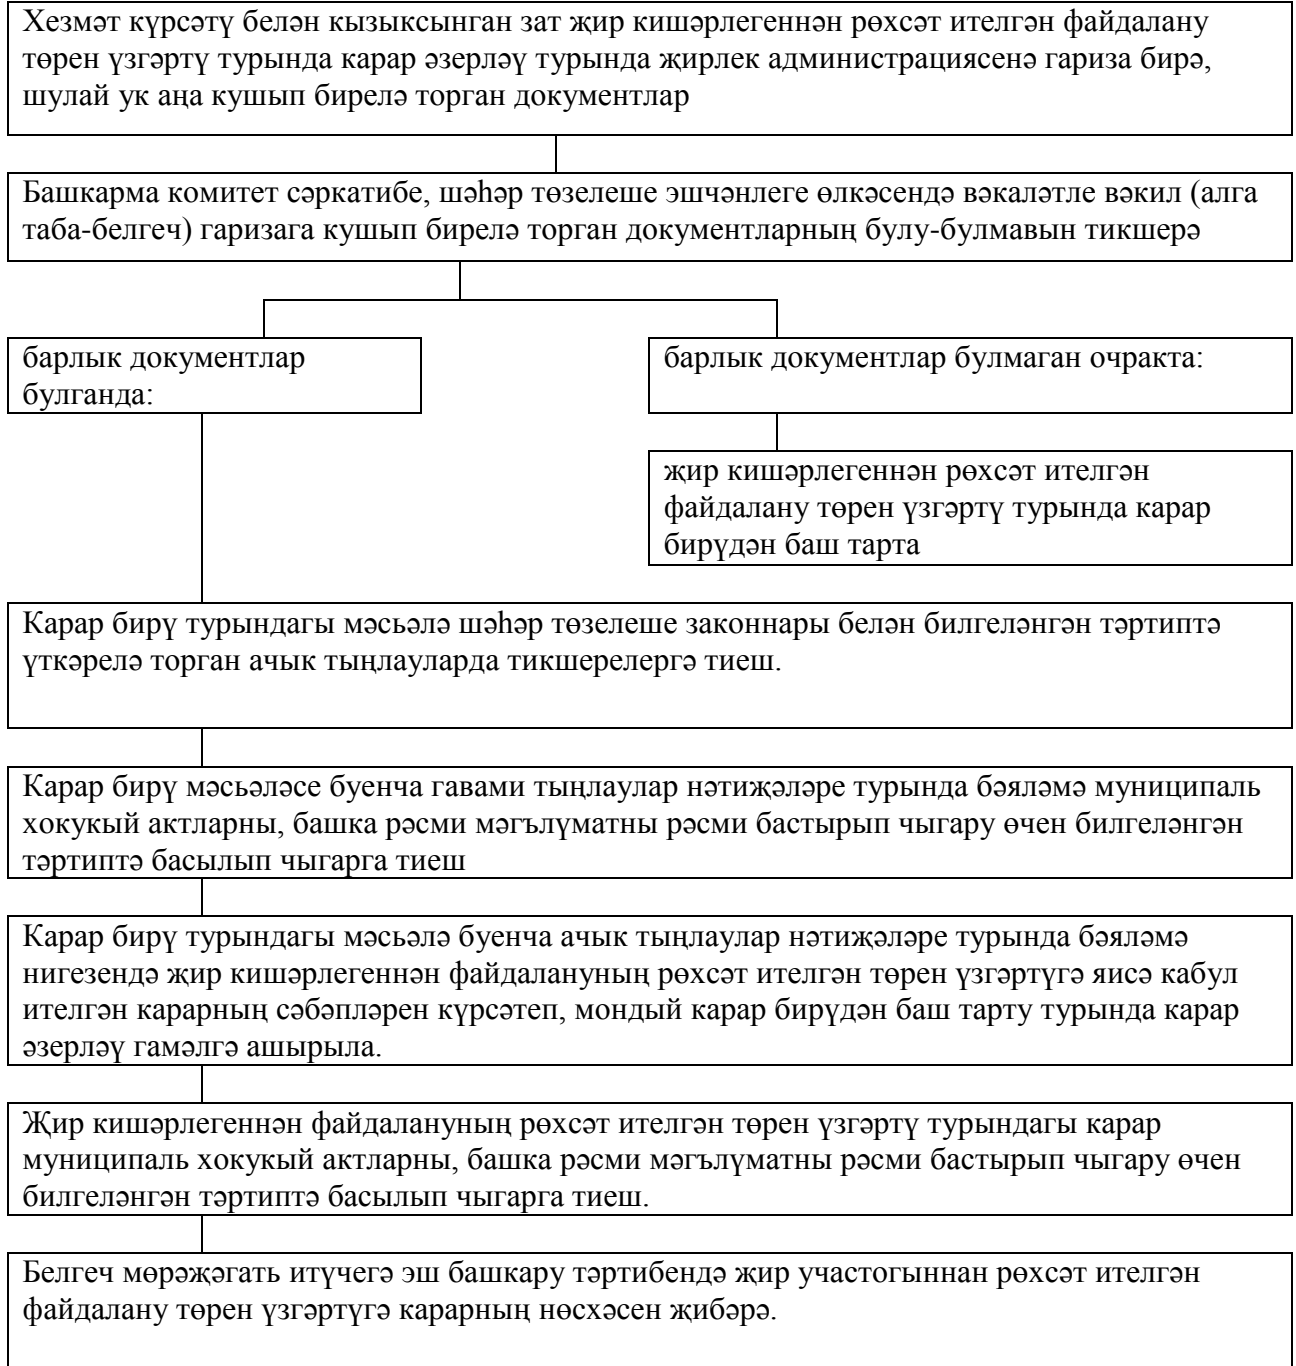 Хезмәт күрсәтү белән кызыксынган зат җир кишәрлегеннән рөхсәт ителгән файдалану
төрен үзгәртү турында карар әзерләү турында җирлек администрациясенә гариза бирә,
шулай ук аңа кушып бирелә торган документлар
Башкарма комитет сәркатибе, шәһәр төзелеше эшчәнлеге өлкәсендә вәкаләтле вәкил (алга
таба-белгеч) гаризага кушып бирелә торган документларның булу-булмавын тикшерә
барлык документлар
булганда:
барлык документлар булмаган очракта:
җир кишәрлегеннән рөхсәт ителгән
файдалану төрен үзгәртү турында карар
бирүдән баш тарта
Карар бирү турындагы мәсьәлә шәһәр төзелеше законнары белән билгеләнгән тәртиптә
үткәрелә торган ачык тыңлауларда тикшерелергә тиеш.
Карар бирү мәсьәләсе буенча гавами тыңлаулар нәтиҗәләре турында бәяләмә муниципаль
хокукый актларны, башка рәсми мәгълүматны рәсми бастырып чыгару өчен билгеләнгән
тәртиптә басылып чыгарга тиеш
Карар бирү турындагы мәсьәлә буенча ачык тыңлаулар нәтиҗәләре турында бәяләмә
нигезендә җир кишәрлегеннән файдалануның рөхсәт ителгән төрен үзгәртүгә яисә кабул
ителгән карарның сәбәпләрен күрсәтеп, мондый карар бирүдән баш тарту турында карар
әзерләү гамәлгә ашырыла.
Җир кишәрлегеннән файдалануның рөхсәт ителгән төрен үзгәртү турындагы карар
муниципаль хокукый актларны, башка рәсми мәгълүматны рәсми бастырып чыгару өчен
билгеләнгән тәртиптә басылып чыгарга тиеш.
Белгеч мөрәҗәгать итүчегә эш башкару тәртибендә җир участогыннан рөхсәт ителгән
файдалану төрен үзгәртүгә карарның нөсхәсен җибәрә.